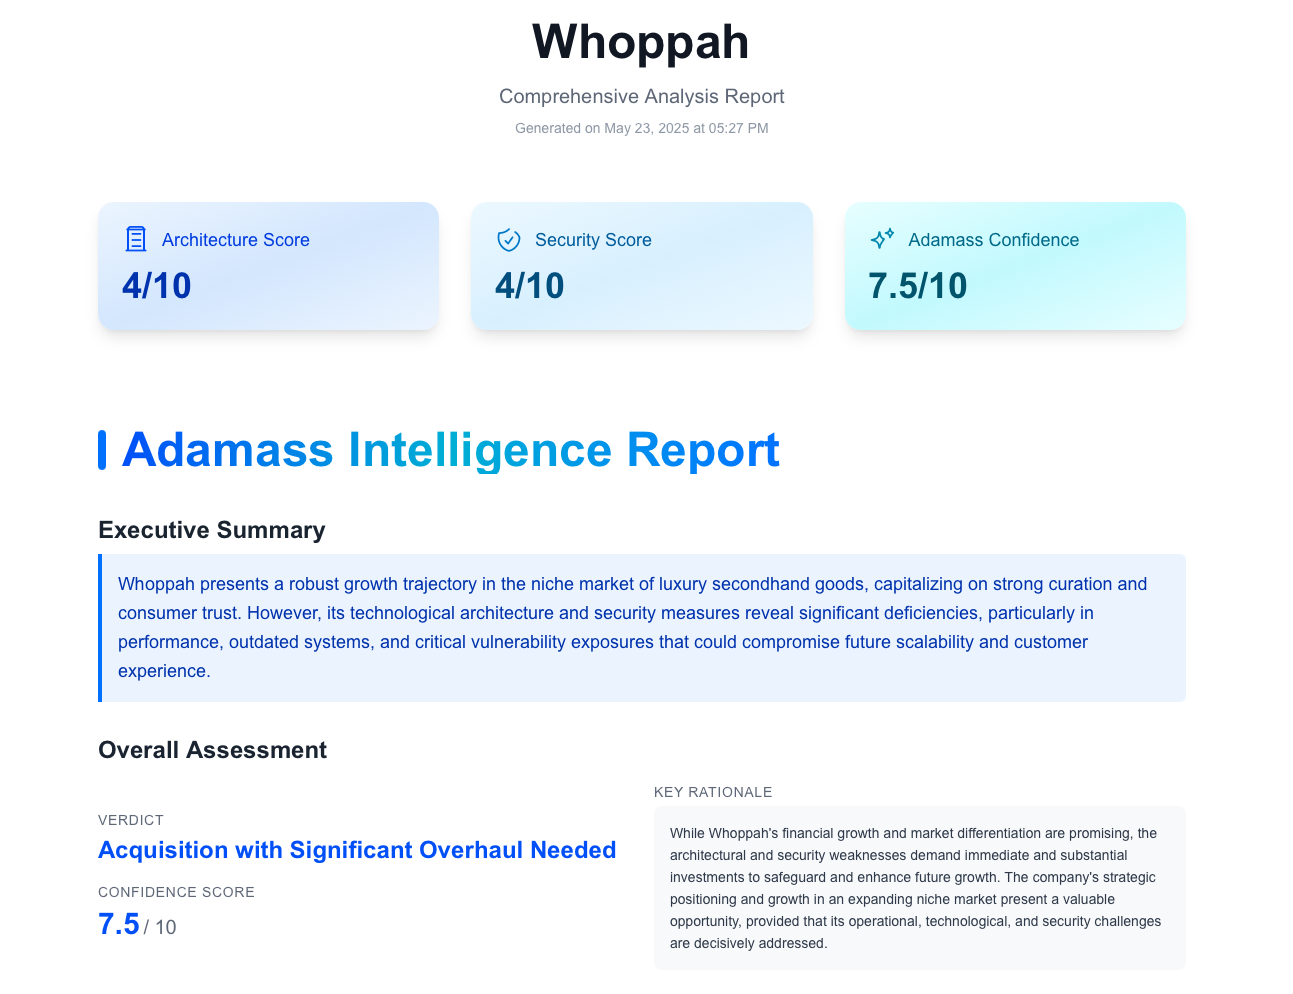 Whoppah
Comprehensive Analysis Report
Generated on May 23, 2025 at 05:27 PM
Architecture Score
4/10
Security Score
4/10
Adamass Confidence
7.5/10
Adamass Intelligence Report
Executive Summary
Whoppah presents a robust growth trajectory in the niche market of luxury secondhand goods, capitalizing on strong curation and
consumer trust. However, its technological architecture and security measures reveal significant deficiencies, particularly in
performance, outdated systems, and critical vulnerability exposures that could compromise future scalability and customer
experience.
Overall Assessment
VERDICT
Acquisition with Significant Overhaul Needed
CONFIDENCE SCORE
7.5 / 10
KEY RATIONALE
While Whoppah's financial growth and market differentiation are promising, the
architectural and security weaknesses demand immediate and substantial
investments to safeguard and enhance future growth. The company's strategic
positioning and growth in an expanding niche market present a valuable
opportunity, provided that its operational, technological, and security challenges
are decisively addressed.